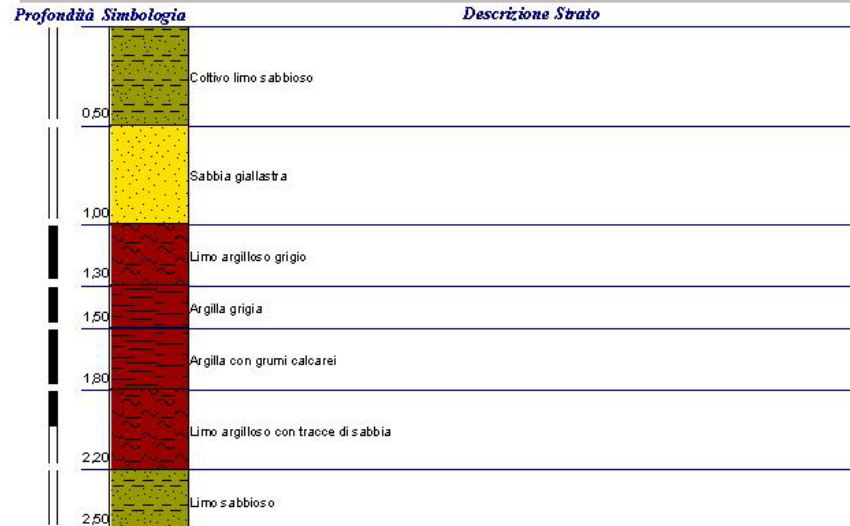 Profondità Simbologia Descrizione Strato
Coltivo limo sabbioso
0,50
Sabbia giallastra
1,00
Limo argilloso grigio
1,30
Argilla grigia
1,50
Argilla con grumi calcarei
1,80
Limo argilloso con tracce di sabbia
2,20
Limo sabbioso
2,50